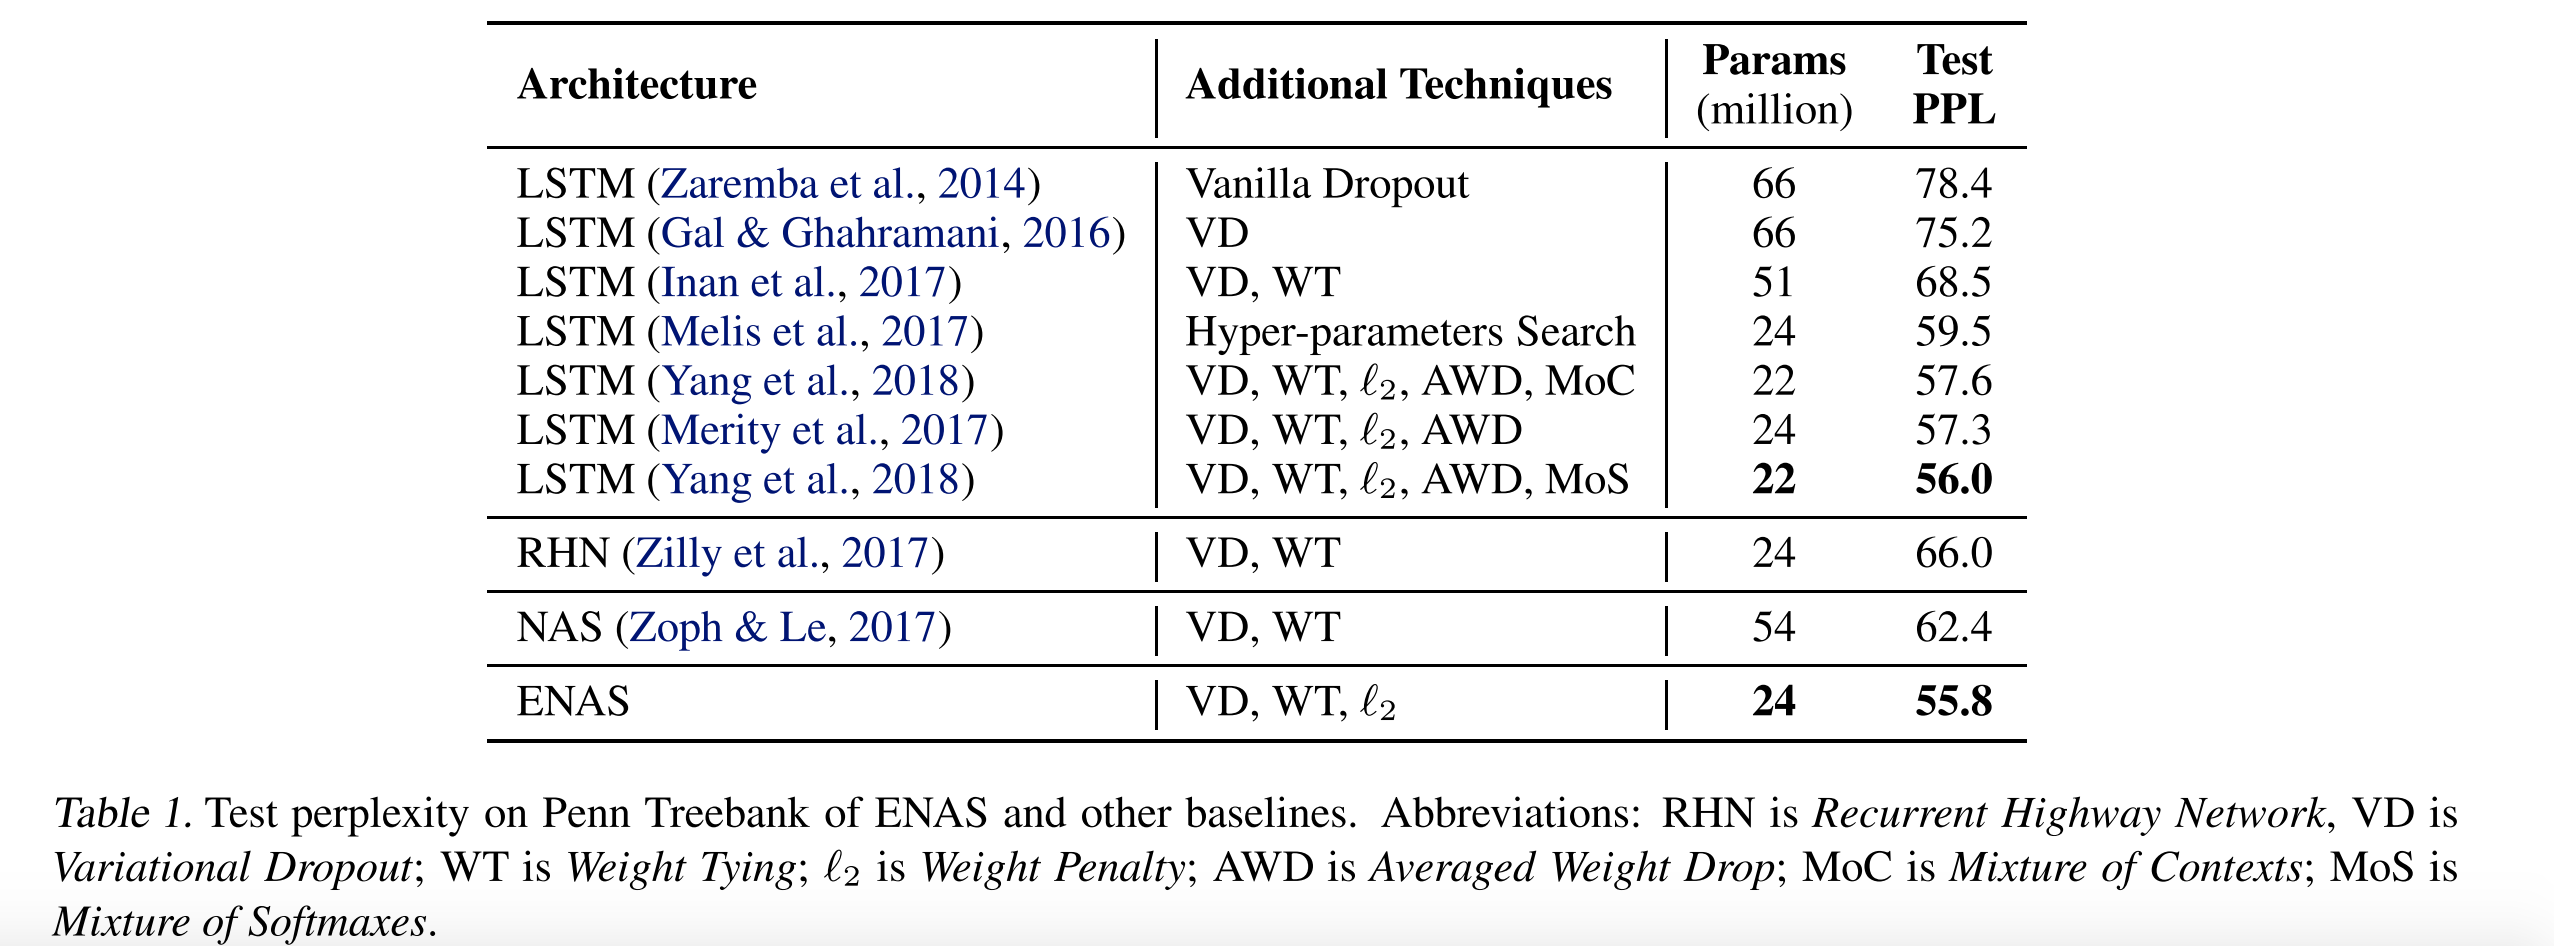 Architecture Additional Techniques Params (million) Test PPL
LSTM (Zaremba et al., 2014) Vanilla Dropout 66 78.4
LSTM (Gal & Ghahramani, 2016) VD 66 75.2
LSTM (Inan et al., 2017) VD, WT 51 68.5
LSTM (Melis et al., 2017) Hyper-parameters Search 24 59.5
LSTM (Yang et al., 2018) VD, WT, ℓ₂, AWD, MoC 22 57.6
LSTM (Merity et al., 2017) VD, WT, ℓ₂, AWD 24 57.3
LSTM (Yang et al., 2018) VD, WT, ℓ₂, AWD, MoS 22 56.0
RHN (Zilly et al., 2017) VD, WT 24 66.0
NAS (Zoph & Le, 2017) VD, WT 54 62.4
ENAS VD, WT, ℓ₂ 24 55.8
Table 1. Test perplexity on Penn Treebank of ENAS and other baselines. Abbreviations: RHN is Recurrent Highway Network, VD is
Variational Dropout; WT is Weight Tying; ℓ₂ is Weight Penalty; AWD is Averaged Weight Drop; MoC is Mixture of Contexts; MoS is
Mixture of Softmaxes.